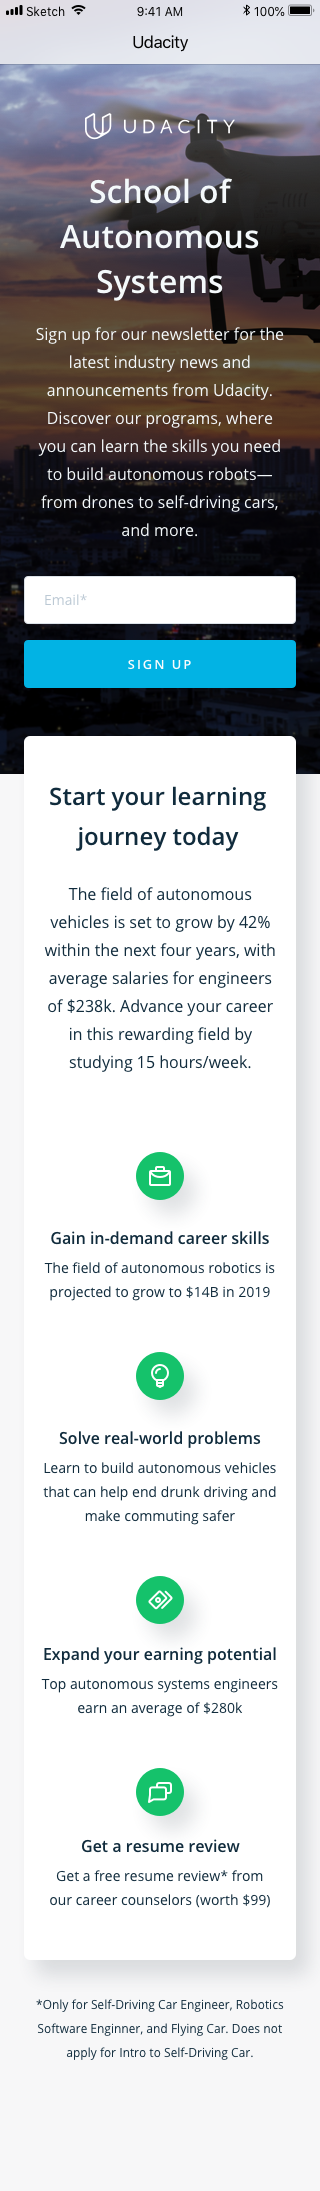 Sketch 9:41 AM 100%
Udacity
UDACITY
School of
Autonomous
Systems
Sign up for our newsletter for the
latest industry news and
announcements from Udacity.
Discover our programs, where
you can learn the skills you need
to build autonomous robots—
from drones to self-driving cars,
and more.
Email*
SIGN UP
Start your learning
journey today
The field of autonomous
vehicles is set to grow by 42%
within the next four years, with
average salaries for engineers
of $238k. Advance your career
in this rewarding field by
studying 15 hours/week.
Gain in-demand career skills
The field of autonomous robotics is
projected to grow to $14B in 2019
Solve real-world problems
Learn to build autonomous vehicles
that can help end drunk driving and
make commuting safer
Expand your earning potential
Top autonomous systems engineers
earn an average of $280k
Get a resume review
Get a free resume review* from
our career counselors (worth $99)
*Only for Self-Driving Car Engineer, Robotics
Software Enginner, and Flying Car. Does not
apply for Intro to Self-Driving Car.